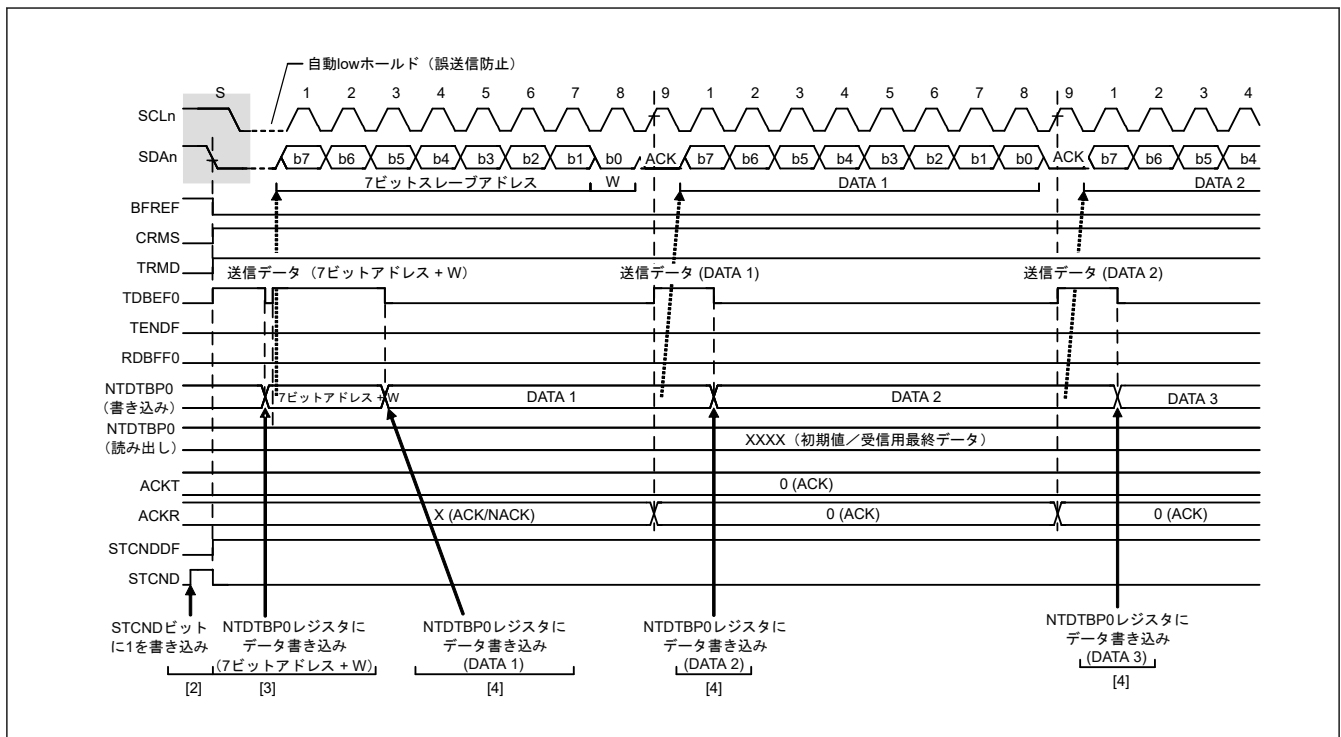 自動lowホールド（誤送信防止）
S 1 2 3 4 5 6 7 8 9 1 2 3 4 5 6 7 8 9 1 2 3 4
SCLn
SDAn b7 b6 b5 b4 b3 b2 b1 b0 ACK b7 b6 b5 b4 b3 b2 b1 b0 ACK b7 b6 b5 b4
7ビットスレーブアドレス W DATA 1 DATA 2
BFREF
CRMS
TRMD
送信データ（7ビットアドレス + W） 送信データ (DATA 1) 送信データ (DATA 2)
TDBEF0
TENDF
RDBFF0
NTDTBP0
（書き込み）
7ビットアドレス + W DATA 1 DATA 2 DATA 3
NTDTBP0
（読み出し）
XXXX（初期値／受信用最終データ）
ACKT 0 (ACK)
ACKR X (ACK/NACK) 0 (ACK) 0 (ACK)
STCNDDF
STCND
STCNDビット
に1を書き込み
[2]
NTDTBP0レジスタに
データ書き込み
（7ビットアドレス + W）
[3]
NTDTBP0レジスタに
データ書き込み
(DATA 1)
[4]
NTDTBP0レジスタに
データ書き込み
(DATA 2)
[4]
NTDTBP0レジスタに
データ書き込み
(DATA 3)
[4]